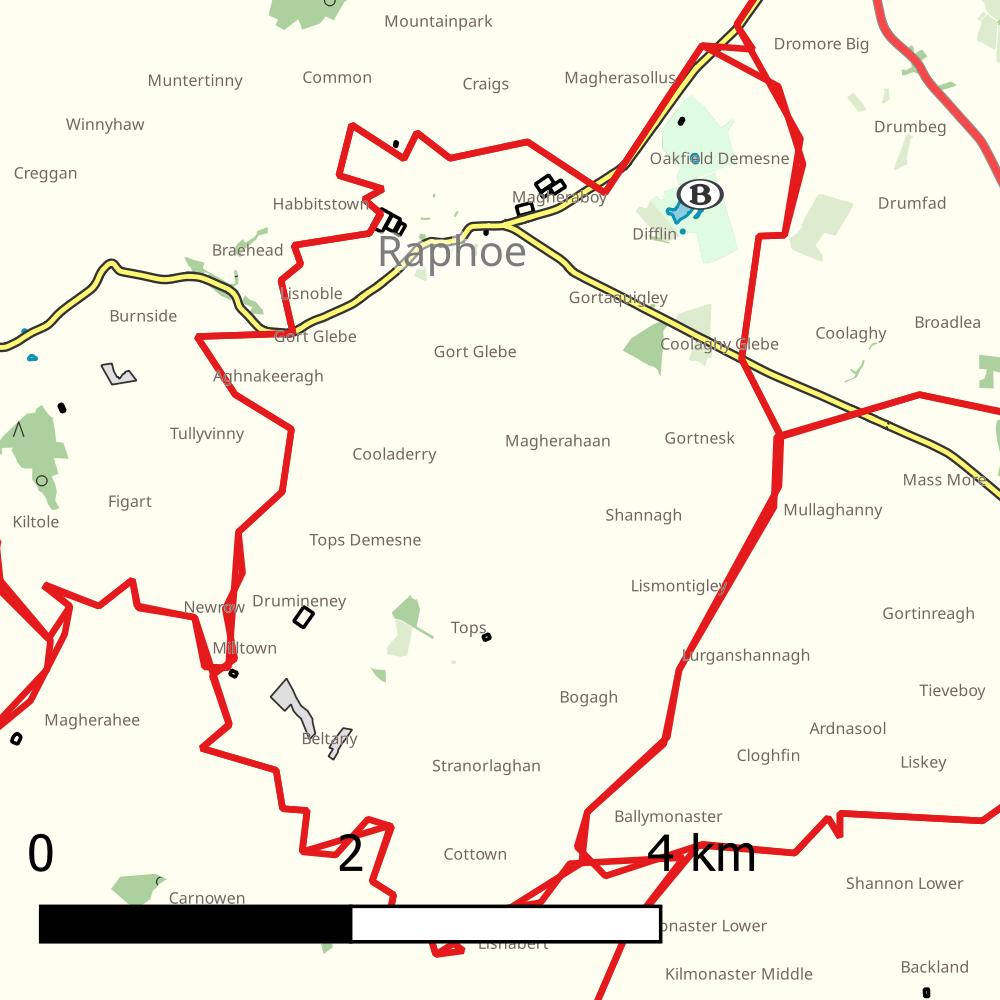 Mountainpark
Dromore Big
Muntertinny
Common
Craigs
Magherasollus
Winnyhaw
Drumbeg
Creggan
Oakfield Demesne
B
Habbitstown
Magheraboy
Drumfad
Difflin
Braehead
Raphoe
Lisnoble
Gortaquigley
Burnside
Gort Glebe
Gort Glebe
Coolaghy Glebe
Coolaghy
Broadlea
Aghnakeeragh
Tullyvinny
Cooladerry
Magherahaan
Gortnesk
Mass More
Figart
Kiltole
Shannagh
Mullaghanny
Tops Demesne
Lismontigley
Newrow
Drumineney
Tops
Gortinreagh
Milltown
Lurganshannagh
Bogagh
Tieveboy
Magherahee
Beltany
Ardnasool
Stranorlaghan
Cloghfin
Liskey
Ballymonaster
0
2
4 km
Cottown
Shannon Lower
Carnowen
onaster Lower
Lisnabert
Kilmonaster Middle
Backland